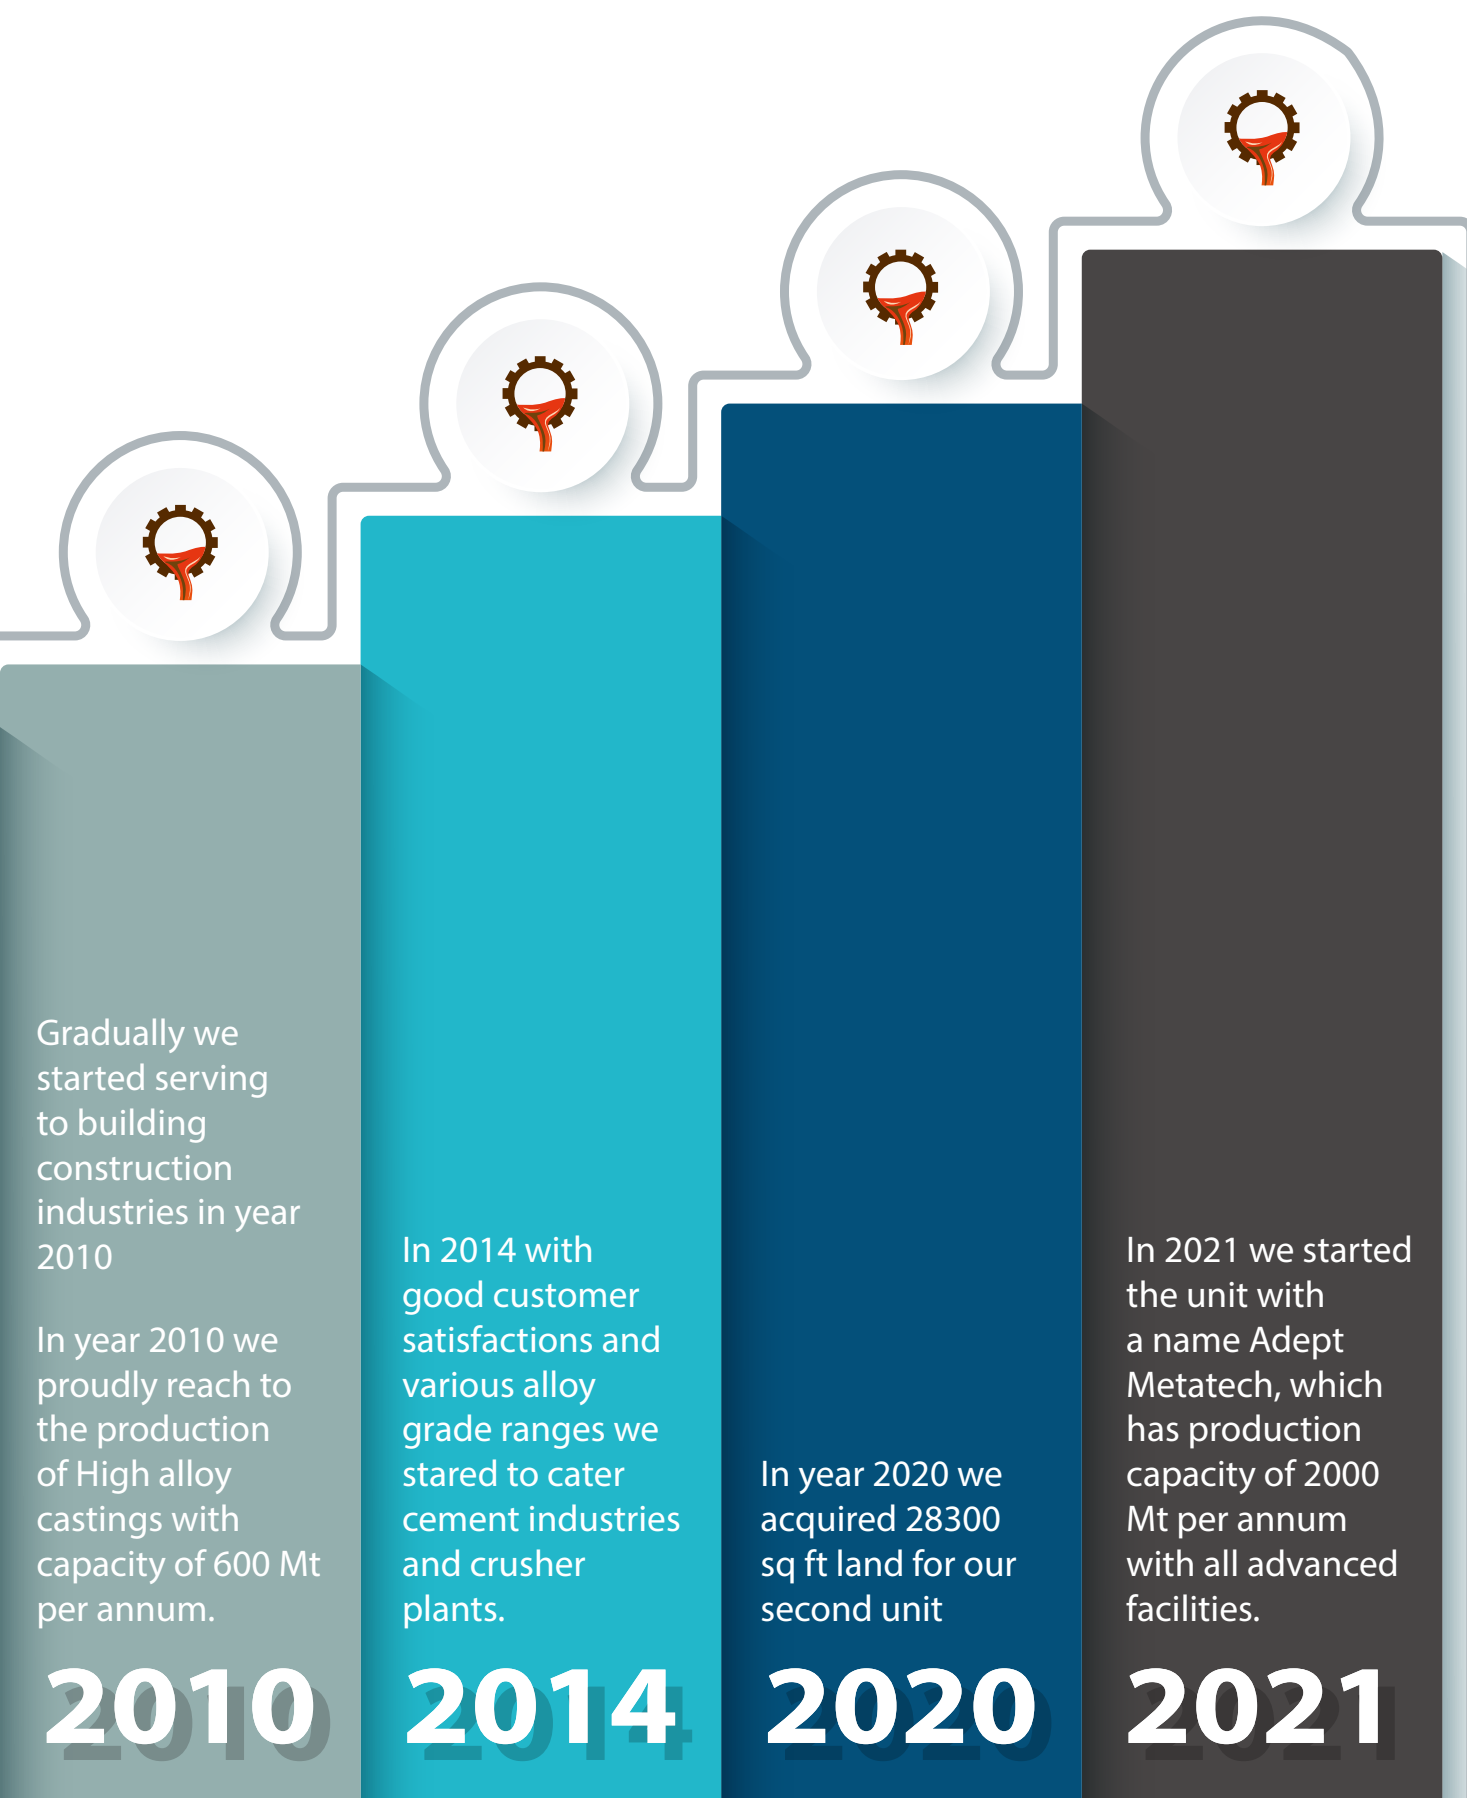 Gradually we
started serving
to building
construction
industries in year
2010
In year 2010 we
proudly reach to
the production
of High alloy
castings with
capacity of 600 Mt
per annum.
2010
In 2014 with
good customer
satisfactions and
various alloy
grade ranges we
stared to cater
cement industries
and crusher
plants.
2014
In year 2020 we
acquired 28300
sq ft land for our
second unit
2020
In 2021 we started
the unit with
a name Adept
Metatech, which
has production
capacity of 2000
Mt per annum
with all advanced
facilities.
2021